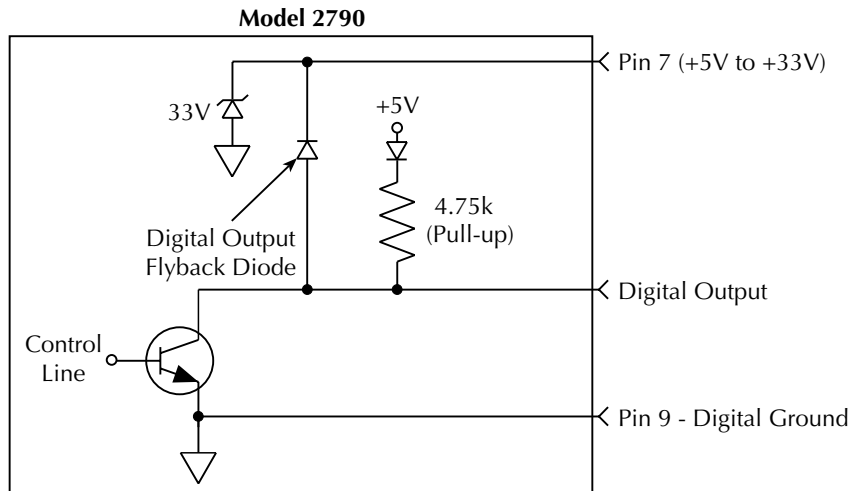 Model 2790
Pin 7 (+5V to +33V)
33V
+5V
4.75k
(Pull-up)
Digital Output
Flyback Diode
Digital Output
Control
Line
Pin 9 - Digital Ground